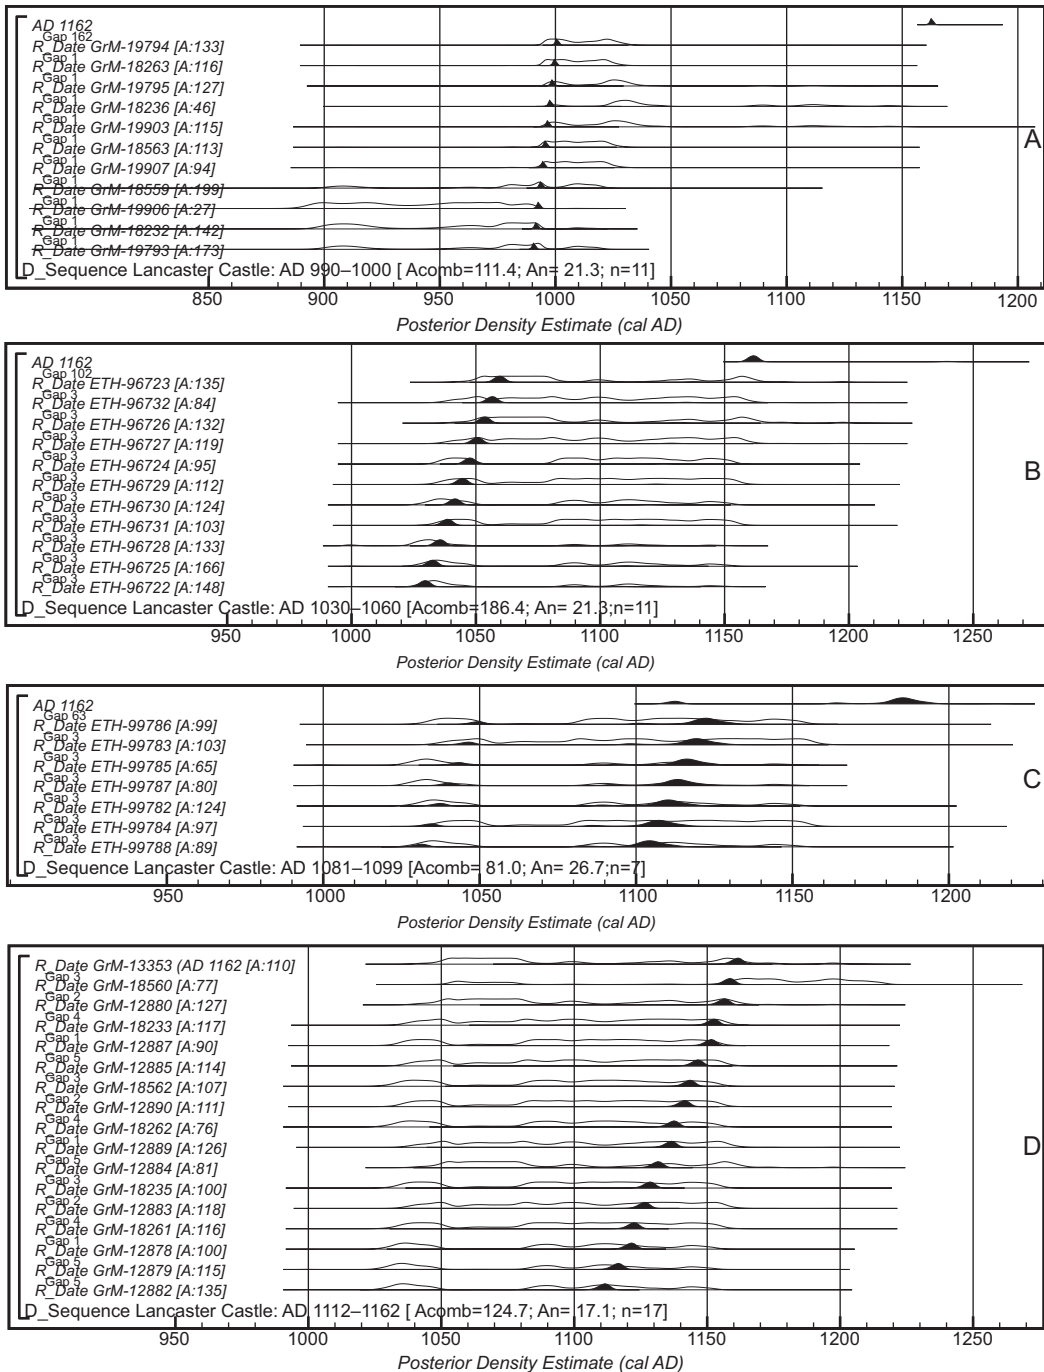 AD 1162
Gap 162
R_Date GrM-19794 [A:133)
Gap 1
R_Date GrM-18263 [A:116]
Gap 1
R_Date GrM-19795 [A:127]
Gap 1
R_Date GrM-18236 [A:46]
Gap 1
R_Date GrM-19903 [A:115]
Gap 1
R_Date GrM-18563 [A:113]
Gap 1
R_Date GrM-19907 [A:94]
Gap 1
R_Date GrM-18559 [A:199]
Gap 1
R_Date GrM-19906 [A:27]
Gap 1
R_Date GrM-18232 [A:142]
Gap 1
R_Date GrM-19793 [A:173]
D_Sequence Lancaster Castle: AD 990–1000 [ Acomb=111.4; An= 21.3; n=11]
A
850 900 950 1000 1050 1100 1150 1200
Posterior Density Estimate (cal AD)
AD 1162
Gap 102
R_Date ETH-96723 [A:135]
Gap 3
R_Date ETH-96732 [A:84]
Gap 3
R_Date ETH-96726 [A:132]
Gap 3
R_Date ETH-96727 [A:119]
Gap 3
R_Date ETH-96724 [A:95]
Gap 3
R_Date ETH-96729 [A:112]
Gap 3
R_Date ETH-96730 [A:124]
Gap 3
R_Date ETH-96731 [A:103]
Gap 3
R_Date ETH-96728 [A:133]
Gap 3
R_Date ETH-96725 [A:166]
Gap 3
R_Date ETH-96722 [A:148]
D_Sequence Lancaster Castle: AD 1030–1060 [Acomb=186.4; An= 21.3;n=11]
B
950 1000 1050 1100 1150 1200 1250
Posterior Density Estimate (cal AD)
AD 1162
Gap 63
R_Date ETH-99786 [A:99]
Gap 3
R_Date ETH-99783 [A:103]
Gap 3
R_Date ETH-99785 [A:65]
Gap 3
R_Date ETH-99787 [A:80]
Gap 3
R_Date ETH-99782 [A:124]
Gap 3
R_Date ETH-99784 [A:97]
Gap 3
R_Date ETH-99788 [A:89]
D_Sequence Lancaster Castle: AD 1081–1099 [Acomb= 81.0; An= 26.7;n=7]
C
950 1000 1050 1100 1150 1200
Posterior Density Estimate (cal AD)
R_Date GrM-13353 (AD 1162 [A:110]
Gap 3
R_Date GrM-18560 [A:77]
Gap 2
R_Date GrM-12880 [A:127]
Gap 4
R_Date GrM-18233 [A:117]
Gap 1
R_Date GrM-12887 [A:90]
Gap 5
R_Date GrM-12885 [A:114]
Gap 3
R_Date GrM-18562 [A:107]
Gap 2
R_Date GrM-12890 [A:111]
Gap 4
R_Date GrM-18262 [A:76]
Gap 1
R_Date GrM-12889 [A:126]
Gap 5
R_Date GrM-12884 [A:81]
Gap 3
R_Date GrM-18235 [A:100]
Gap 2
R_Date GrM-12883 [A:118]
Gap 4
R_Date GrM-18261 [A:116]
Gap 1
R_Date GrM-12878 [A:100]
Gap 5
R_Date GrM-12879 [A:115]
Gap 5
R_Date GrM-12882 [A:135]
D_Sequence Lancaster Castle: AD 1112–1162 [ Acomb=124.7; An= 17.1; n=17]
D
950 1000 1050 1100 1150 1200 1250
Posterior Density Estimate (cal AD)